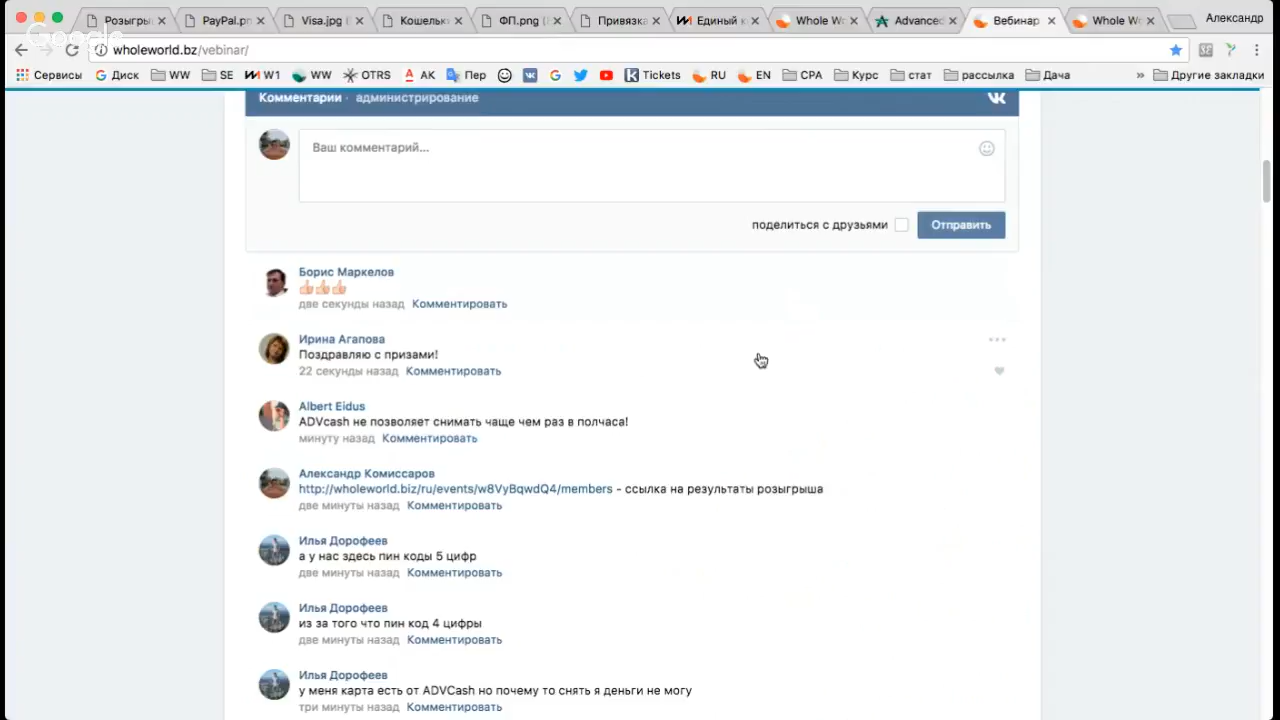 Розыгры
PayPal.pn
Visa.jpg (
Кошельк
ФП.png (
Привязка
Единый к
Whole W
Advanced
Вебинар
Whole W
Александр
Google
wholeworld.bz/vebinar/
Сервисы
Диск
WW
SE
W1
WW
OTRS
AK
Пер
Tickets
RU
EN
CPA
Курс
стат
рассылка
Дача
»
Другие закладки
Комментарии · администрирование
Ваш комментарий...
поделиться с друзьями
Отправить
Борис Маркелов
👍👍👍
две секунды назад Комментировать
Ирина Агапова
Поздравляю с призами!
22 секунды назад Комментировать
Albert Eidus
ADVcash не позволяет снимать чаще чем раз в полчаса!
минуту назад Комментировать
Александр Комиссаров
http://wholeworld.biz/ru/events/w8VyBqwdQ4/members - ссылка на результаты розыгрыша
две минуты назад Комментировать
Илья Дорофеев
а у нас здесь пин коды 5 цифр
две минуты назад Комментировать
Илья Дорофеев
из за того что пин код 4 цифры
две минуты назад Комментировать
Илья Дорофеев
у меня карта есть от ADVCash но почему то снять я деньги не могу
три минуты назад Комментировать